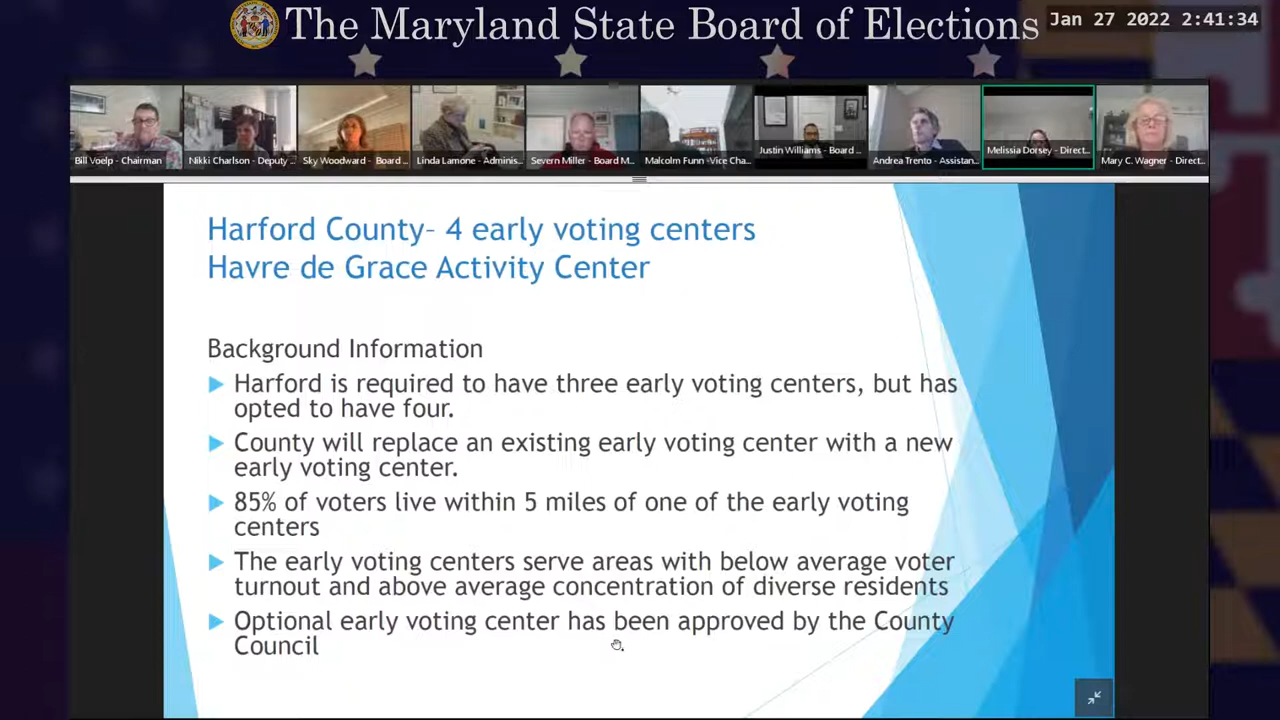 The Maryland State Board of Elections
Jan 27 2022 2:41:34
Bill Voelp - Chairman
Nikki Charlson - Deputy ...
Sky Woodward - Board ...
Linda Lamone - Adminis...
Severn Miller - Board M...
Malcolm Funn -Vice Cha...
Justin Williams - Board ...
Andrea Trento - Assistan...
Melissia Dorsey - Direct...
Mary C. Wagner - Direct...
Harford County– 4 early voting centers
Havre de Grace Activity Center
Background Information
Harford is required to have three early voting centers, but has
opted to have four.
County will replace an existing early voting center with a new
early voting center.
85% of voters live within 5 miles of one of the early voting
centers
The early voting centers serve areas with below average voter
turnout and above average concentration of diverse residents
Optional early voting center has been approved by the County
Council